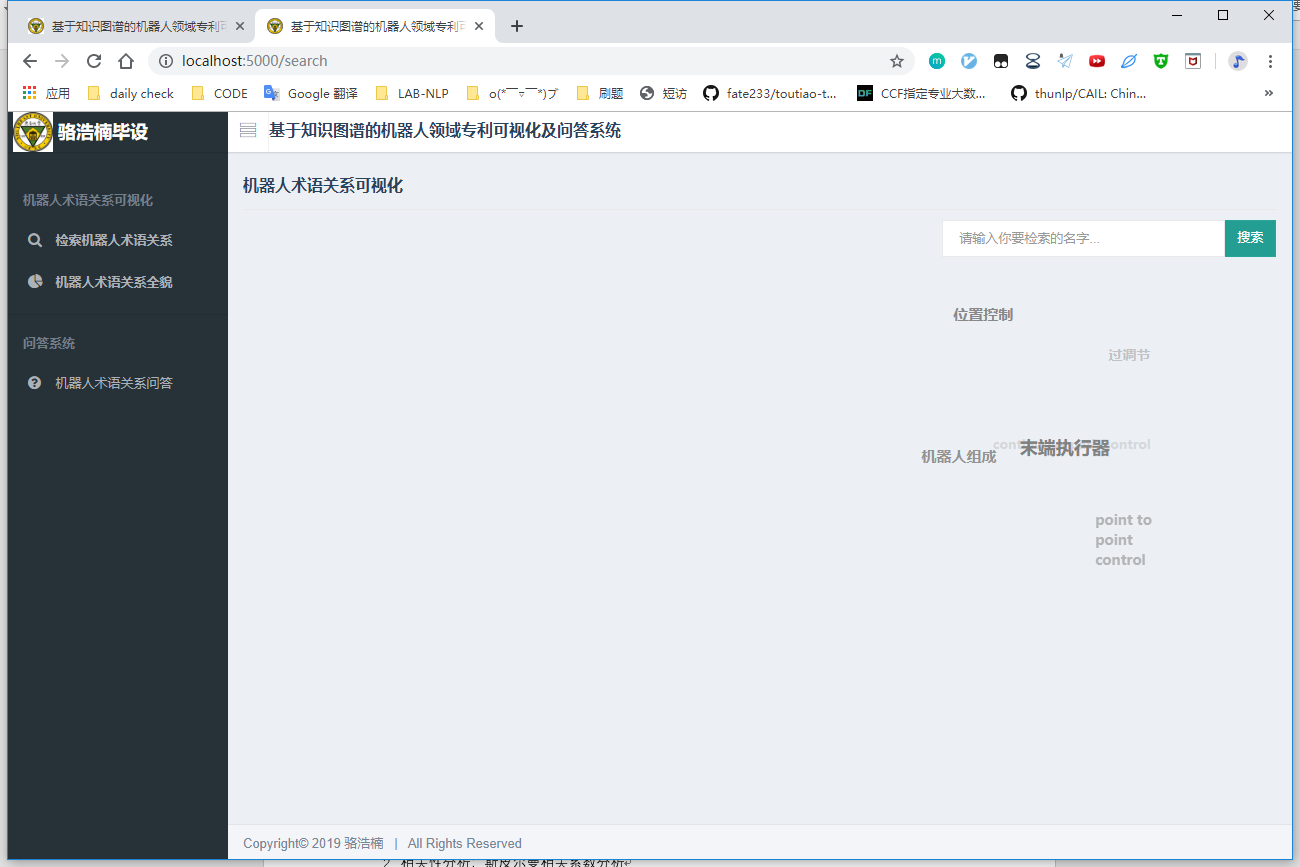 基于知识图谱的机器人领域专利可
基于知识图谱的机器人领域专利可
localhost:5000/search
应用 daily check CODE Google 翻译 LAB-NLP o(*￣▽￣*)ブ 刷题 短访 fate233/toutiao-t... CCF指定专业大数... thunlp/CAIL: Chin... »
骆浩楠毕设
基于知识图谱的机器人领域专利可视化及问答系统
机器人术语关系可视化
检索机器人术语关系
机器人术语关系全貌
问答系统
机器人术语关系问答
机器人术语关系可视化
请输入你要检索的名字...
搜索
位置控制
过调节
末端执行器
机器人组成
point to
point
control
Copyright© 2019 骆浩楠 | All Rights Reserved